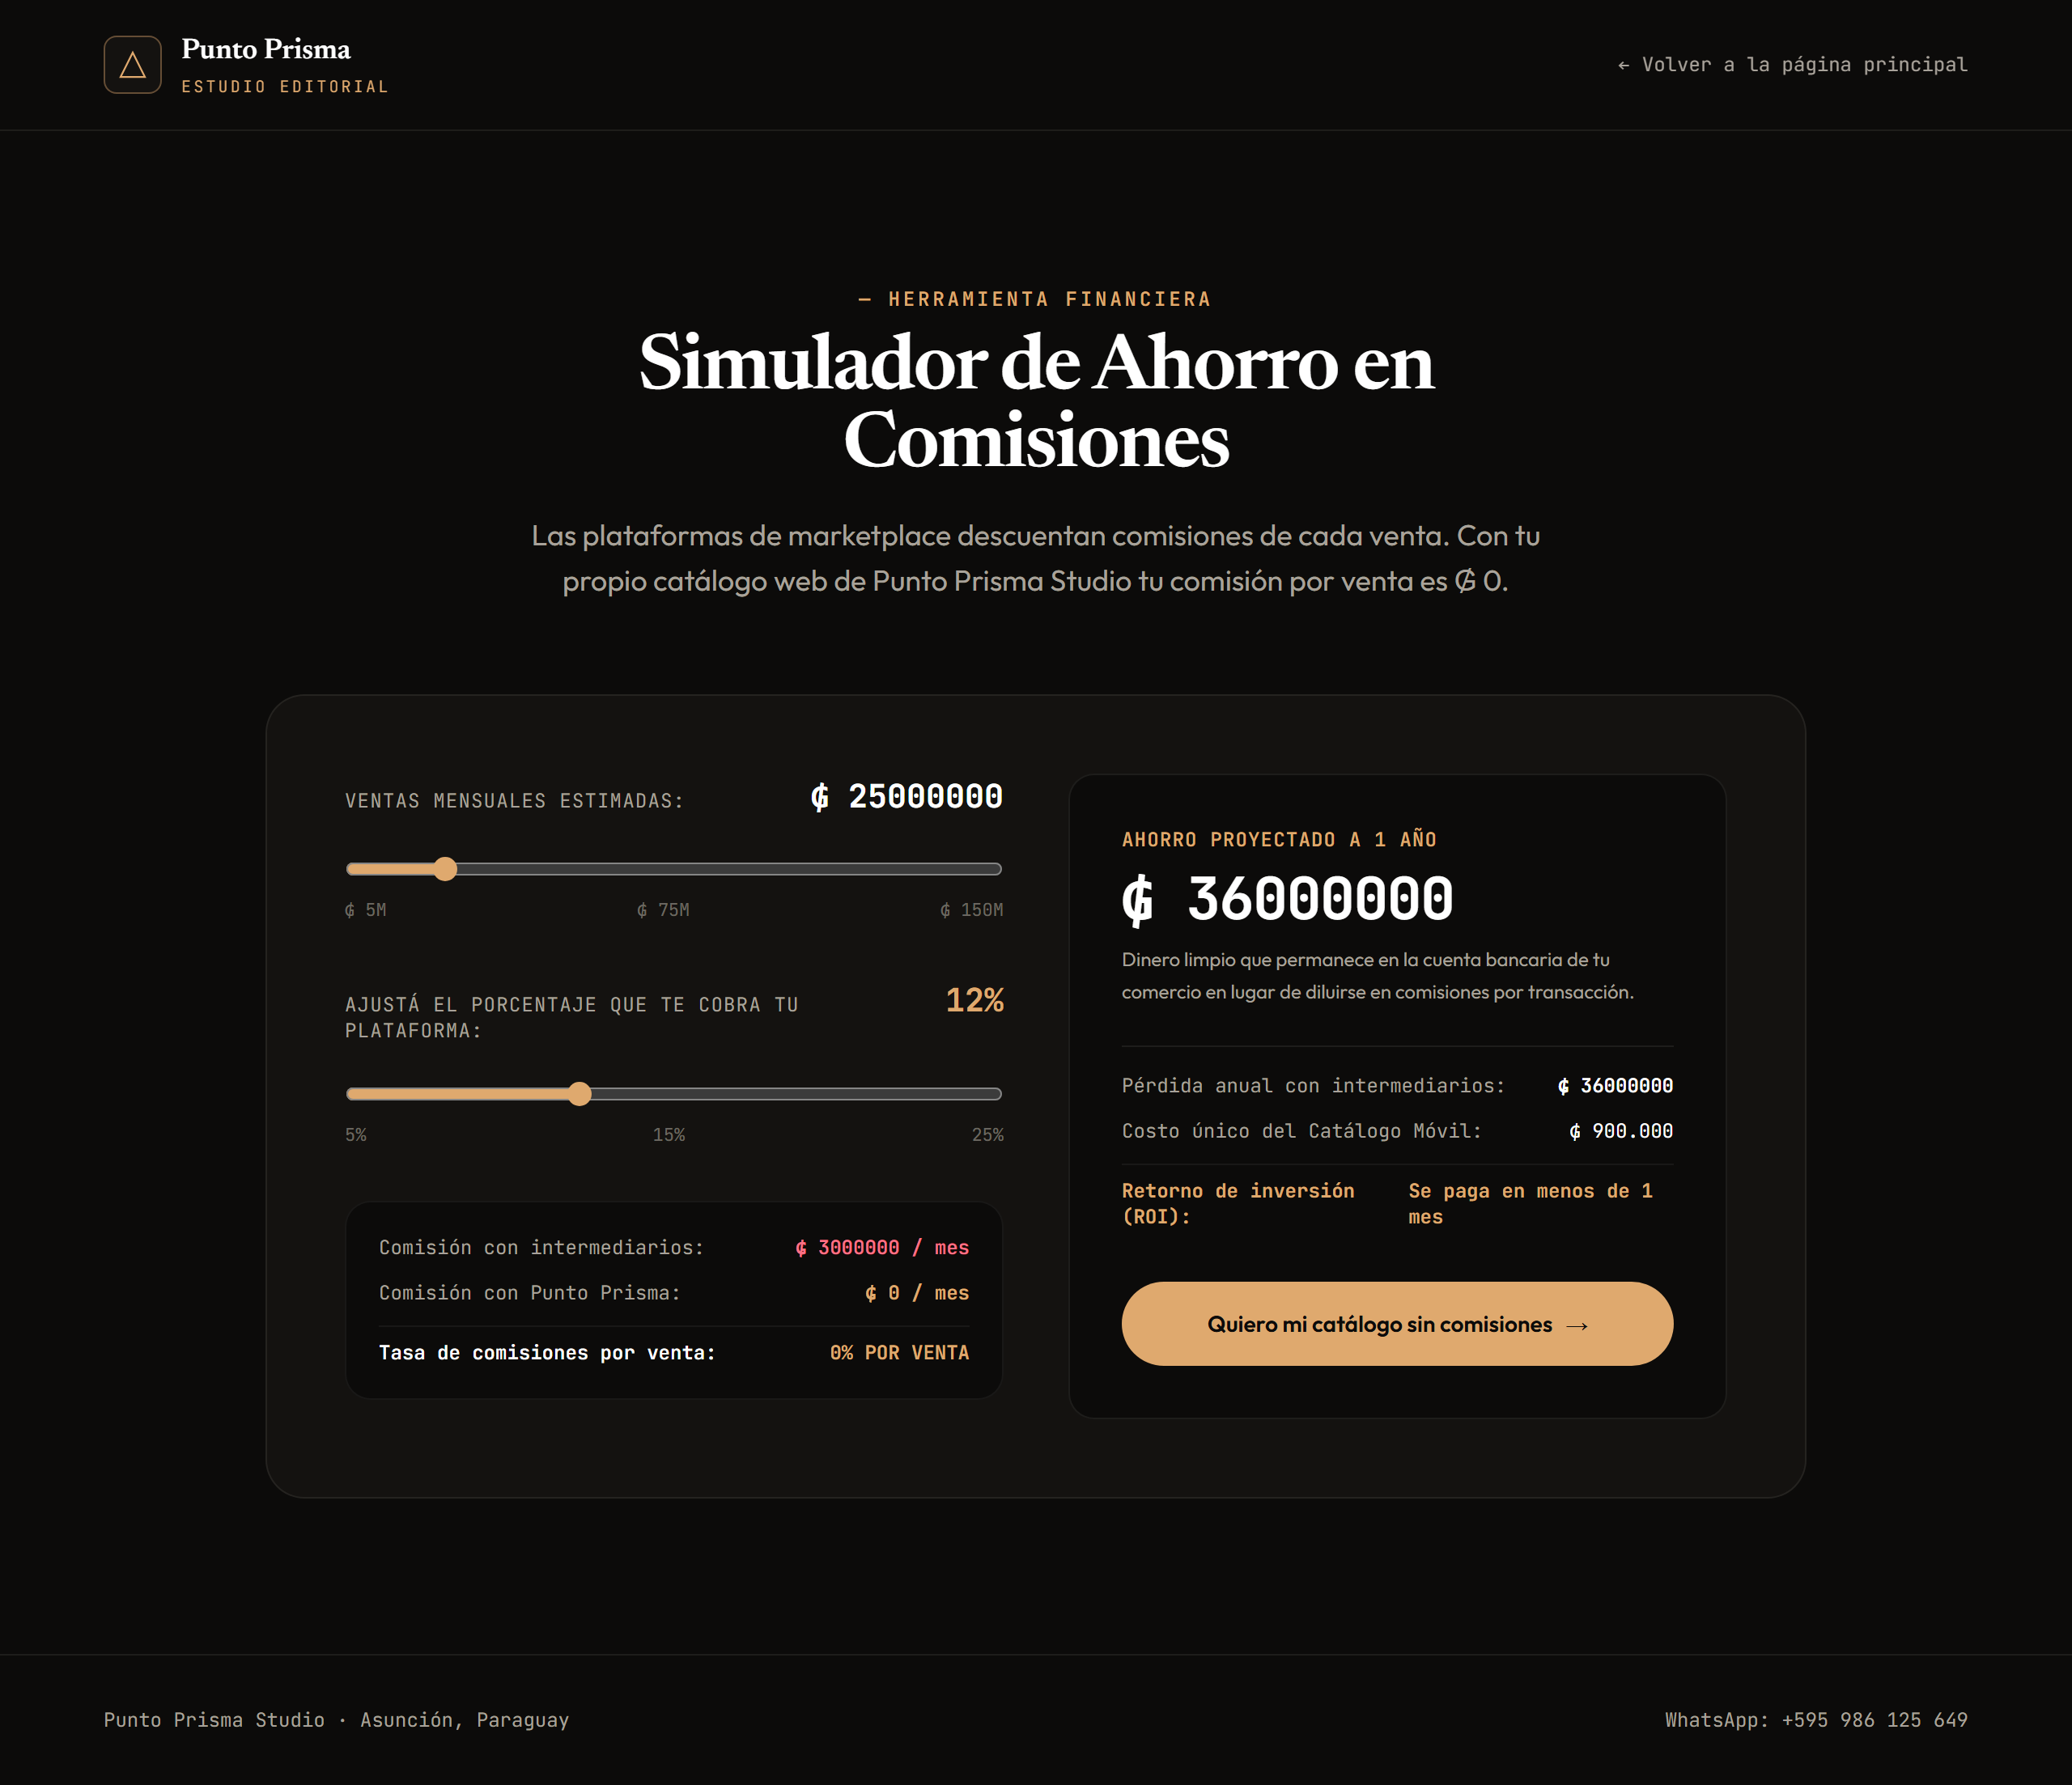 Punto Prisma
ESTUDIO EDITORIAL
← Volver a la página principal
— HERRAMIENTA FINANCIERA
Simulador de Ahorro en
Comisiones
Las plataformas de marketplace descuentan comisiones de cada venta. Con tu
propio catálogo web de Punto Prisma Studio tu comisión por venta es ₲ 0.
VENTAS MENSUALES ESTIMADAS:
₲ 25000000
₲ 5M
₲ 75M
₲ 150M
AJUSTÁ EL PORCENTAJE QUE TE COBRA TU
PLATAFORMA:
12%
5%
15%
25%
Comisión con intermediarios:
₲ 3000000 / mes
Comisión con Punto Prisma:
₲ 0 / mes
Tasa de comisiones por venta:
0% POR VENTA
AHORRO PROYECTADO A 1 AÑO
₲ 36000000
Dinero limpio que permanece en la cuenta bancaria de tu
comercio en lugar de diluirse en comisiones por transacción.
Pérdida anual con intermediarios:
₲ 36000000
Costo único del Catálogo Móvil:
₲ 900.000
Retorno de inversión
(ROI):
Se paga en menos de 1
mes
Quiero mi catálogo sin comisiones →
Punto Prisma Studio · Asunción, Paraguay
WhatsApp: +595 986 125 649